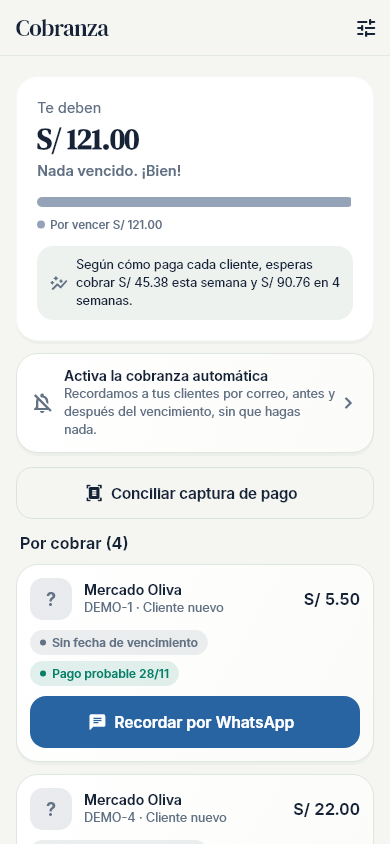 Cobranza
Te deben
S/ 121.00
Nada vencido. ¡Bien!
Por vencer S/ 121.00
Según cómo paga cada cliente, esperas
cobrar S/ 45.38 esta semana y S/ 90.76 en 4
semanas.
Activa la cobranza automática
Recordamos a tus clientes por correo, antes y
después del vencimiento, sin que hagas
nada.
Conciliar captura de pago
Por cobrar (4)
?
Mercado Oliva
DEMO-1 · Cliente nuevo
S/ 5.50
Sin fecha de vencimiento
Pago probable 28/11
Recordar por WhatsApp
?
Mercado Oliva
DEMO-4 · Cliente nuevo
S/ 22.00